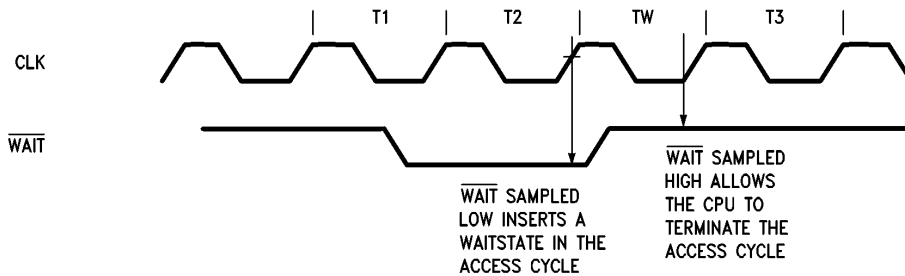 T1 T2 TW T3
CLK
WAIT
WAIT SAMPLED
LOW INSERTS A
WAITSTATE IN THE
ACCESS CYCLE
WAIT SAMPLED
HIGH ALLOWS
THE CPU TO
TERMINATE THE
ACCESS CYCLE